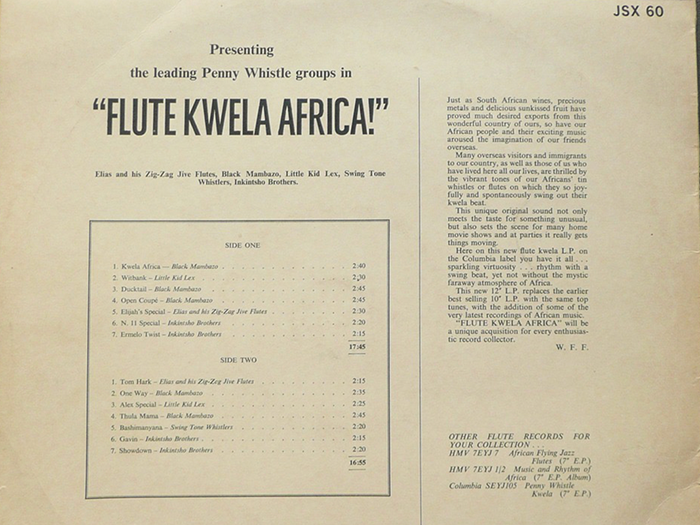 JSX 60
Presenting
the leading Penny Whistle groups in
“FLUTE KWELA AFRICA!”
Elias and his Zig-Zag Jive Flutes, Black Mambazo, Little Kid Lex, Swing Tone
Whistlers, Inkintsho Brothers.
SIDE ONE
1. Kwela Africa — Black Mambazo 2:40
2. Witbank – Little Kid Lex 2:30
3. Ducktail – Black Mambazo 2:45
4. Open Coupé – Black Mambazo 2:45
5. Elijah's Special – Elias and his Zig-Zag Jive Flutes 2:30
6. N. 11 Special – Inkintsho Brothers 2:20
7. Ermelo Twist – Inkintsho Brothers 2:15
17:45
SIDE TWO
1. Tom Hark – Elias and his Zig-Zag Jive Flutes 2:15
2. One Way – Black Mambazo 2:35
3. Ales Special – Little Kid Lex 2:25
4. Thula Mama – Black Mambazo 2:45
5. Bashimanyana – Swing Tone Whistlers 2:20
6. Gavin – Inkintsho Brothers 2:15
7. Showdown – Inkintsho Brothers 2:20
16:55
Just as South African wines, precious
metals and delicious sunkissed fruit have
proved much desired exports from this
wonderful country of ours, so have our
African people and their exciting music
aroused the imagination of our friends
overseas.
Many overseas visitors and immigrants
to our country, as well as those of us who
have lived here all our lives, are thrilled by
the vibrant tones of our Africans' tin
whistles or flutes on which they so joy-
fully and spontaneously swing out their
kwela beat.
This unique original sound not only
meets the taste for something unusual,
but also sets the scene for many home
movie shows and at parties it really gets
things moving.
Here on this new flute kwela L.P. on
the Columbia label you have it all . . .
sparkling virtuosity . . . rhythm with a
swing beat, yet not without the mystic
faraway atmosphere of Africa.
This new 12" L.P. replaces the earlier
best selling 10" L.P. with the same top
tunes, with the addition of some of the
very latest recordings of African music.
“FLUTE KWELA AFRICA” will be
a unique acquisition for every enthusias-
tic record collector.
W. F. F.
OTHER FLUTE RECORDS FOR
YOUR COLLECTION . . .
HMV 7EYJ 7 African Flying Jazz
Flutes (7" E.P.)
HMV 7EYJ 1/2 Music and Rhythm of
Africa (7" E.P. Album)
Columbia SEYJ105 Penny Whistle
Kwela (7" E.P.)